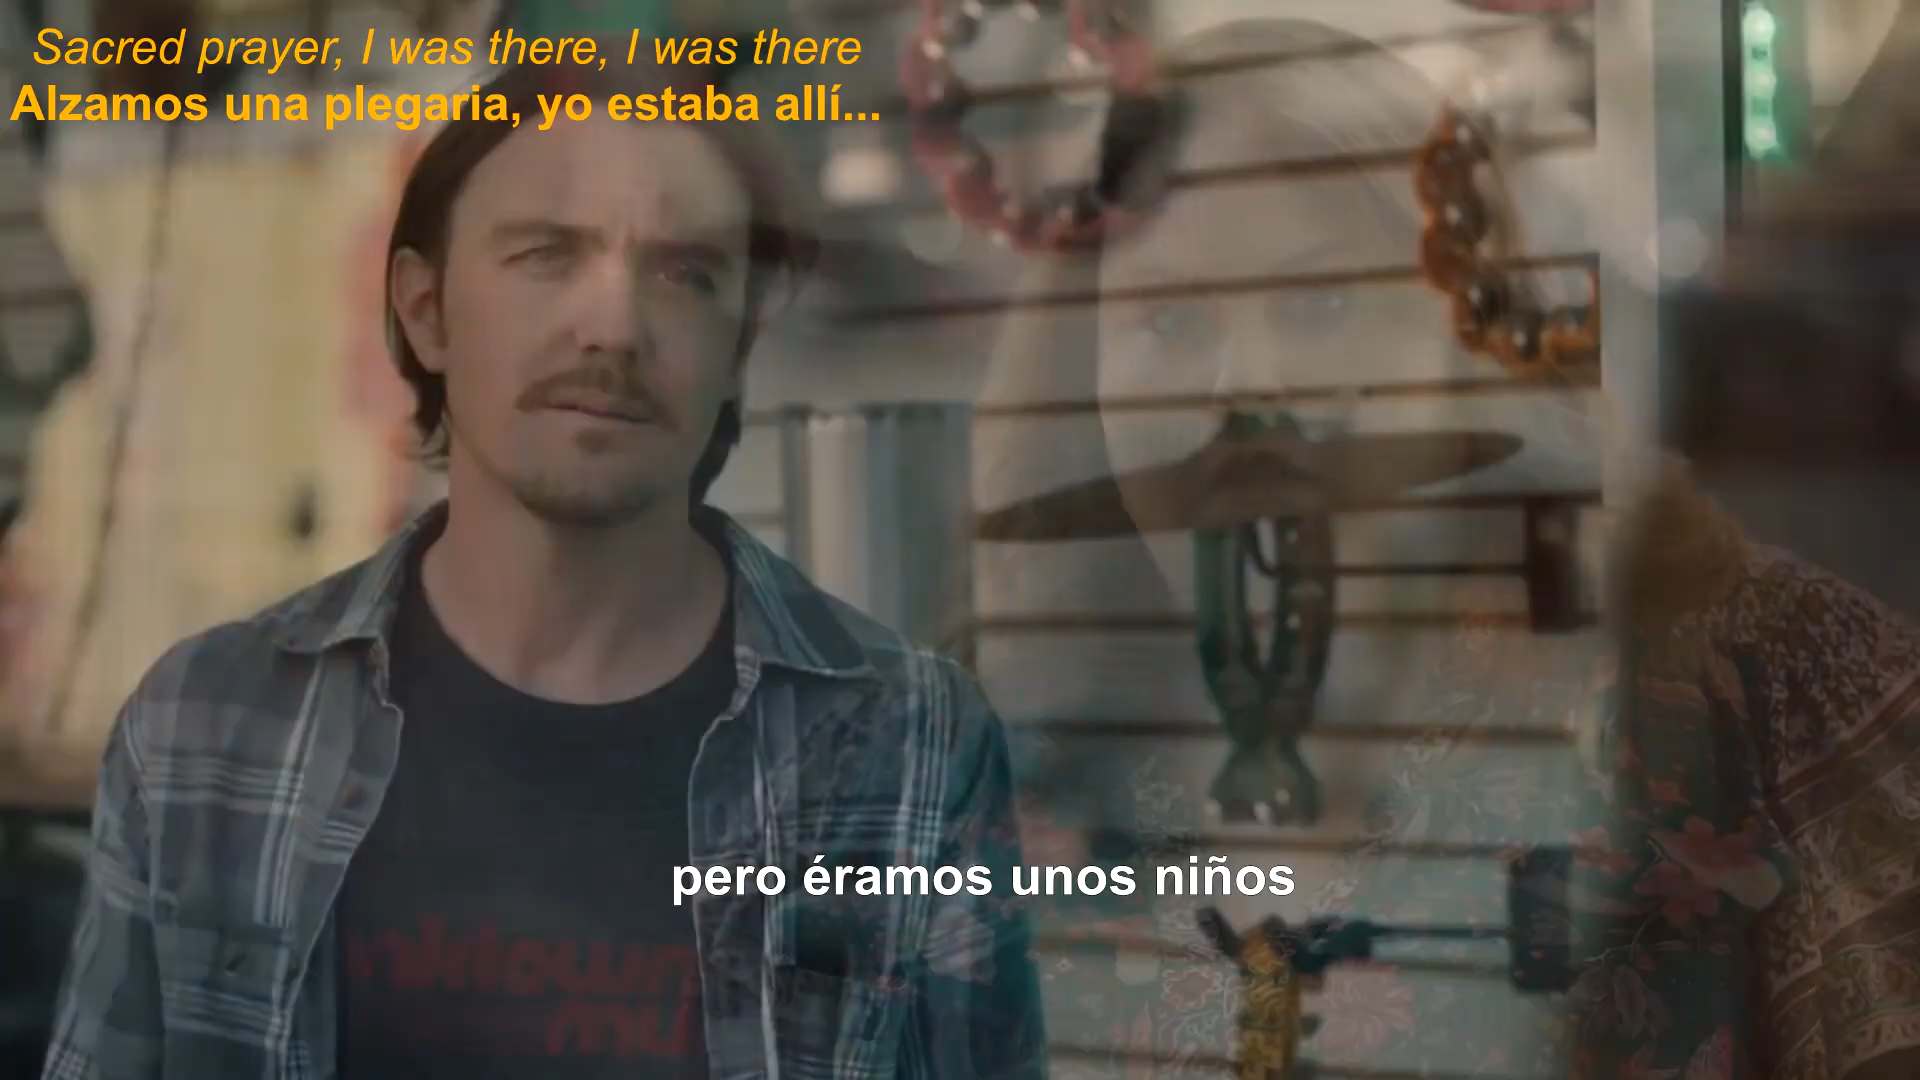 Sacred prayer, I was there, I was there
Alzamos una plegaria, yo estaba allí...
pero éramos unos niños